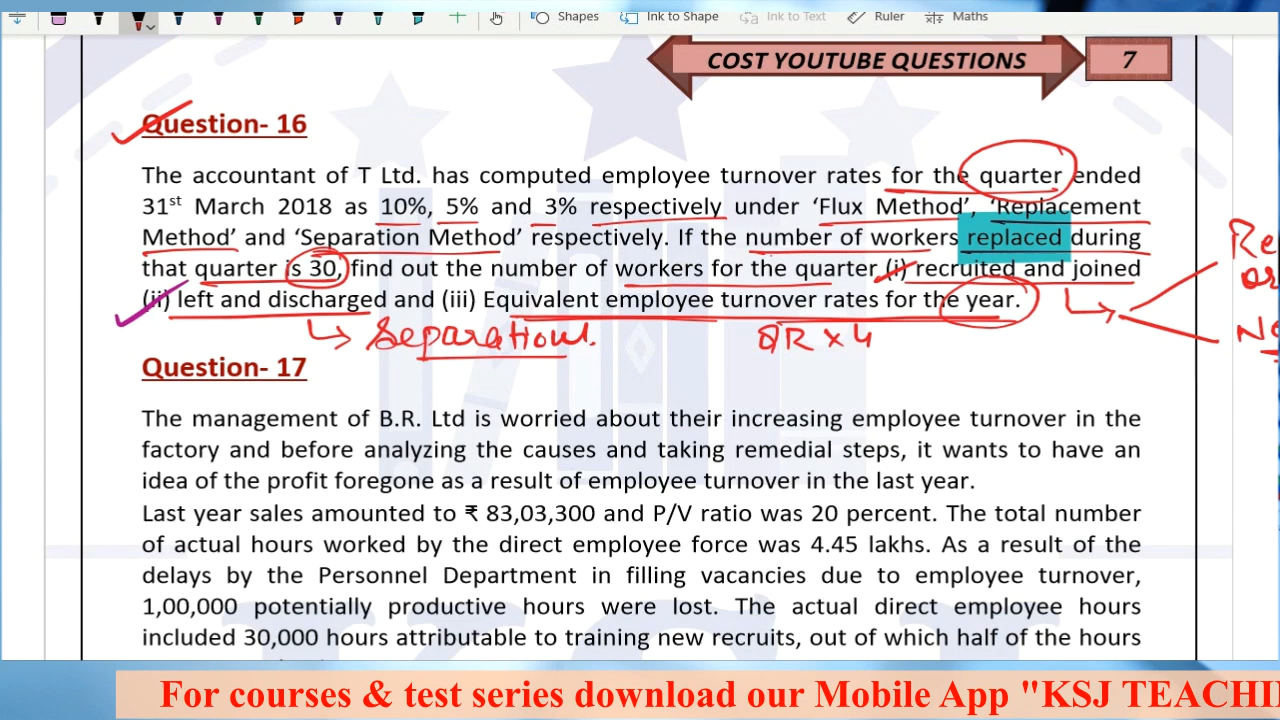 Shapes Ink to Shape Ink to Text Ruler Maths
COST YOUTUBE QUESTIONS 7
Question- 16
The accountant of T Ltd. has computed employee turnover rates for the quarter ended
31st March 2018 as 10%, 5% and 3% respectively under ‘Flux Method’, ‘Replacement
Method’ and ‘Separation Method’ respectively. If the number of workers replaced during
that quarter is 30, find out the number of workers for the quarter (i) recruited and joined
(ii) left and discharged and (iii) Equivalent employee turnover rates for the year.
Separations. QR x 4
Question- 17
The management of B.R. Ltd is worried about their increasing employee turnover in the
factory and before analyzing the causes and taking remedial steps, it wants to have an
idea of the profit foregone as a result of employee turnover in the last year.
Last year sales amounted to ₹ 83,03,300 and P/V ratio was 20 percent. The total number
of actual hours worked by the direct employee force was 4.45 lakhs. As a result of the
delays by the Personnel Department in filling vacancies due to employee turnover,
1,00,000 potentially productive hours were lost. The actual direct employee hours
included 30,000 hours attributable to training new recruits, out of which half of the hours
For courses & test series download our Mobile App "KSJ TEACHI